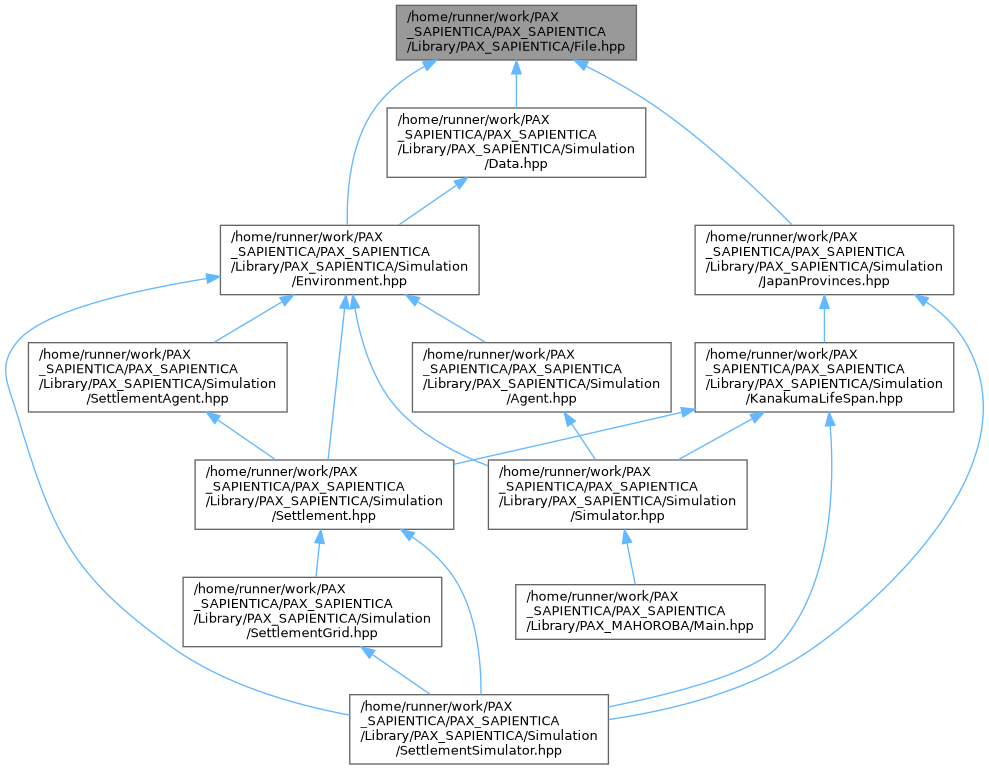 /home/runner/work/PAX
_SAPIENTICA/PAX_SAPIENTICA
/Library/PAX_SAPIENTICA/File.hpp
/home/runner/work/PAX
_SAPIENTICA/PAX_SAPIENTICA
/Library/PAX_SAPIENTICA/Simulation
/Data.hpp
/home/runner/work/PAX
_SAPIENTICA/PAX_SAPIENTICA
/Library/PAX_SAPIENTICA/Simulation
/Environment.hpp
/home/runner/work/PAX
_SAPIENTICA/PAX_SAPIENTICA
/Library/PAX_SAPIENTICA/Simulation
/JapanProvinces.hpp
/home/runner/work/PAX
_SAPIENTICA/PAX_SAPIENTICA
/Library/PAX_SAPIENTICA/Simulation
/SettlementAgent.hpp
/home/runner/work/PAX
_SAPIENTICA/PAX_SAPIENTICA
/Library/PAX_SAPIENTICA/Simulation
/Agent.hpp
/home/runner/work/PAX
_SAPIENTICA/PAX_SAPIENTICA
/Library/PAX_SAPIENTICA/Simulation
/KanakumaLifeSpan.hpp
/home/runner/work/PAX
_SAPIENTICA/PAX_SAPIENTICA
/Library/PAX_SAPIENTICA/Simulation
/Settlement.hpp
/home/runner/work/PAX
_SAPIENTICA/PAX_SAPIENTICA
/Library/PAX_SAPIENTICA/Simulation
/Simulator.hpp
/home/runner/work/PAX
_SAPIENTICA/PAX_SAPIENTICA
/Library/PAX_SAPIENTICA/Simulation
/SettlementGrid.hpp
/home/runner/work/PAX
_SAPIENTICA/PAX_SAPIENTICA
/Library/PAX_MAHOROBA/Main.hpp
/home/runner/work/PAX
_SAPIENTICA/PAX_SAPIENTICA
/Library/PAX_SAPIENTICA/Simulation
/SettlementSimulator.hpp